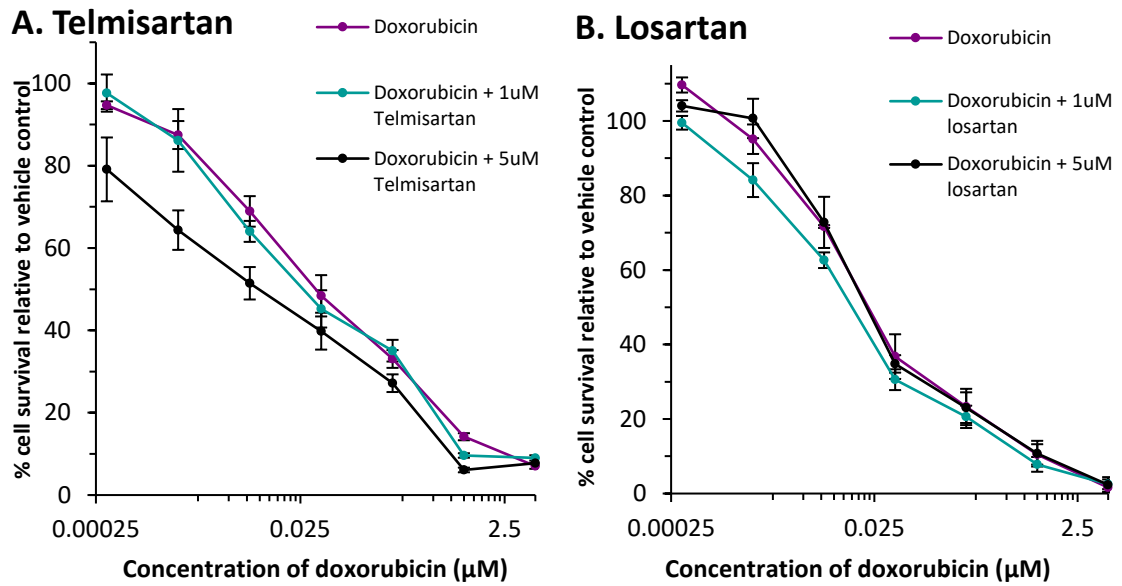 A. Telmisartan
Doxorubicin
Doxorubicin + 1uM
Telmisartan
Doxorubicin + 5uM
Telmisartan
% cell survival relative to vehicle control
100
80
60
40
20
0
0.00025
0.025
2.5
Concentration of doxorubicin (μM)
B. Losartan
Doxorubicin
Doxorubicin + 1uM
losartan
Doxorubicin + 5uM
losartan
% cell survival relative to vehicle control
100
80
60
40
20
0
0.00025
0.025
2.5
Concentration of doxorubicin (μM)